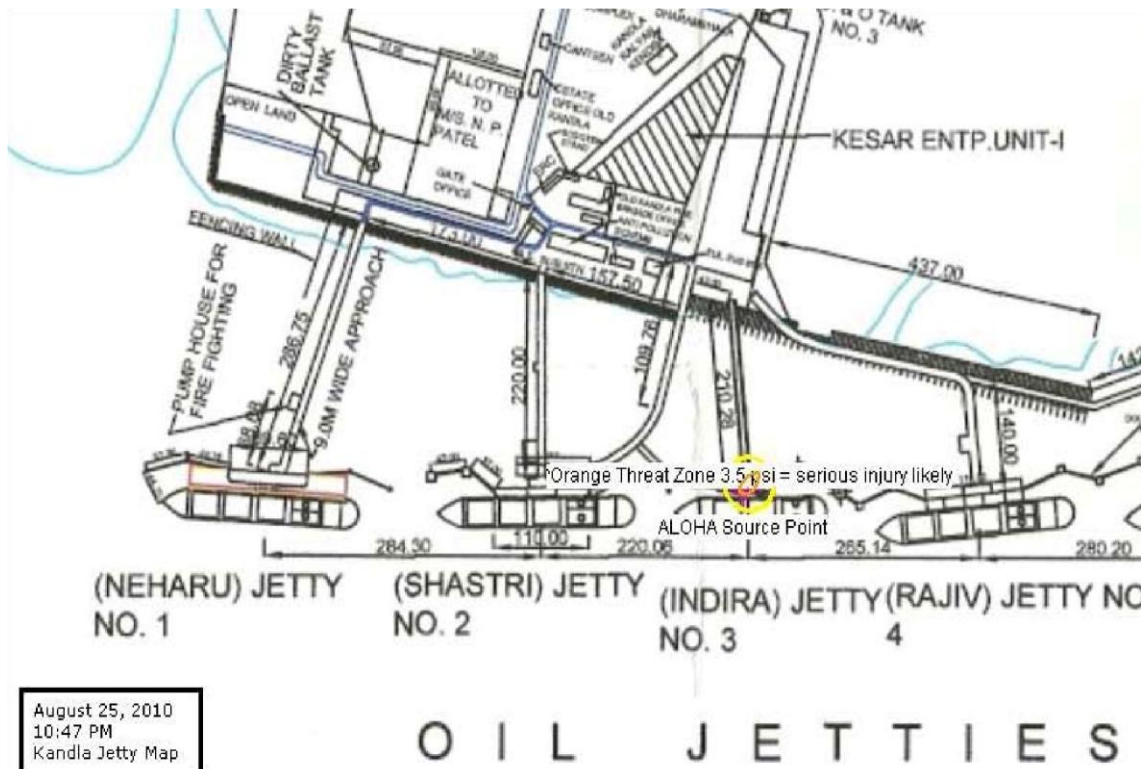 & O TANK
NO. 3
DIRTY
BALLAST
TANK
CANTEEN
ALLOTTED
TO
M/S. N. P.
PATEL
ESTATE
OFFICE OLD
KANDLA
OPEN LAND
KESAR ENTP.UNIT-I
GATE
OFFICE
FENCING WALL
157.50
437.00
PUMP HOUSE FOR
FIRE FIGHTING
286.75
9.0M WIDE APPROACH
220.00
109.76
210.28
140.00
Orange Threat Zone 3.5 psi = serious injury likely
ALOHA Source Point
284.30
110.00
220.06
265.14
280.20
(NEHARU) JETTY
NO. 1
(SHASTRI) JETTY
NO. 2
(INDIRA) JETTY
NO. 3
(RAJIV) JETTY NO
4
August 25, 2010
10:47 PM
Kandla Jetty Map
OIL JETTIES